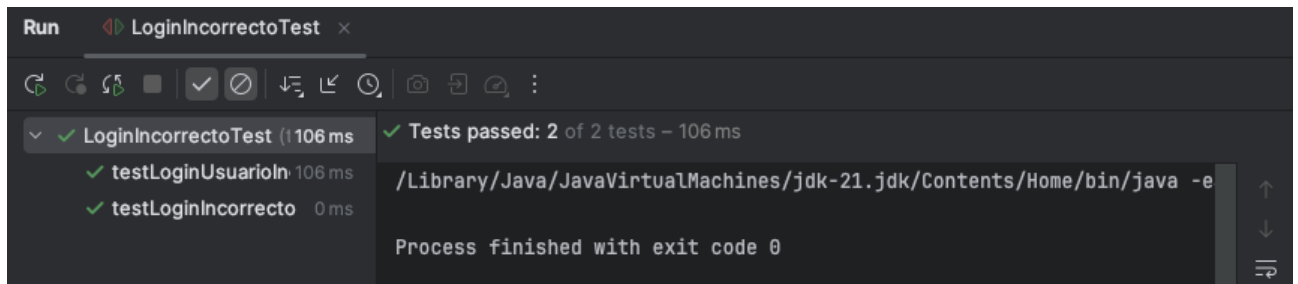 Run LoginIncorrectoTest ×
LoginIncorrectoTest 106 ms
Tests passed: 2 of 2 tests – 106 ms
testLoginUsuarioIn 106 ms
testLoginIncorrecto 0 ms
/Library/Java/JavaVirtualMachines/jdk-21.jdk/Contents/Home/bin/java -e
Process finished with exit code 0